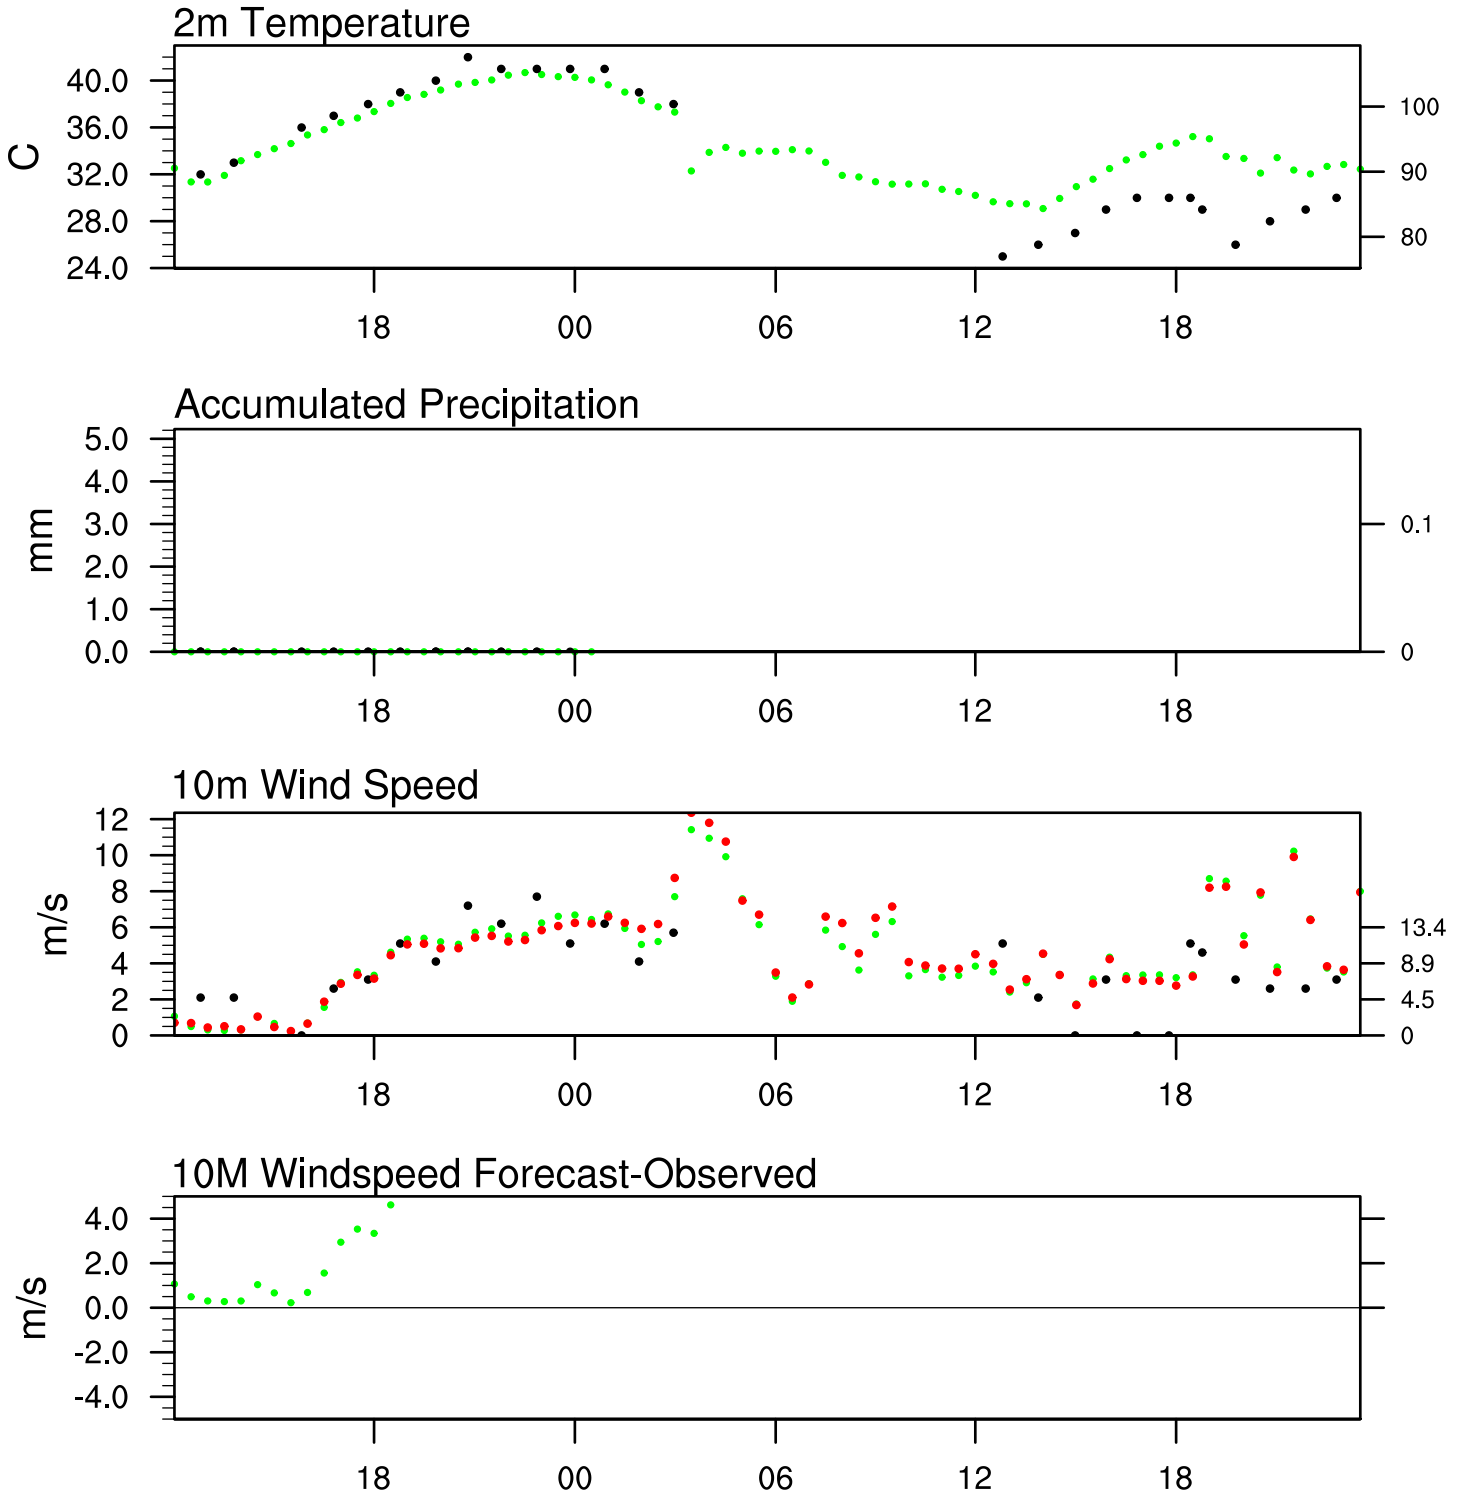 2m Temperature
C
40.0
36.0
32.0
28.0
24.0
100
90
80
18 00 06 12 18
Accumulated Precipitation
mm
5.0
4.0
3.0
2.0
1.0
0.0
0.1
0
18 00 06 12 18
10m Wind Speed
m/s
12
10
8
6
4
2
0
13.4
8.9
4.5
0
18 00 06 12 18
10M Windspeed Forecast-Observed
m/s
4.0
2.0
0.0
-2.0
-4.0
18 00 06 12 18